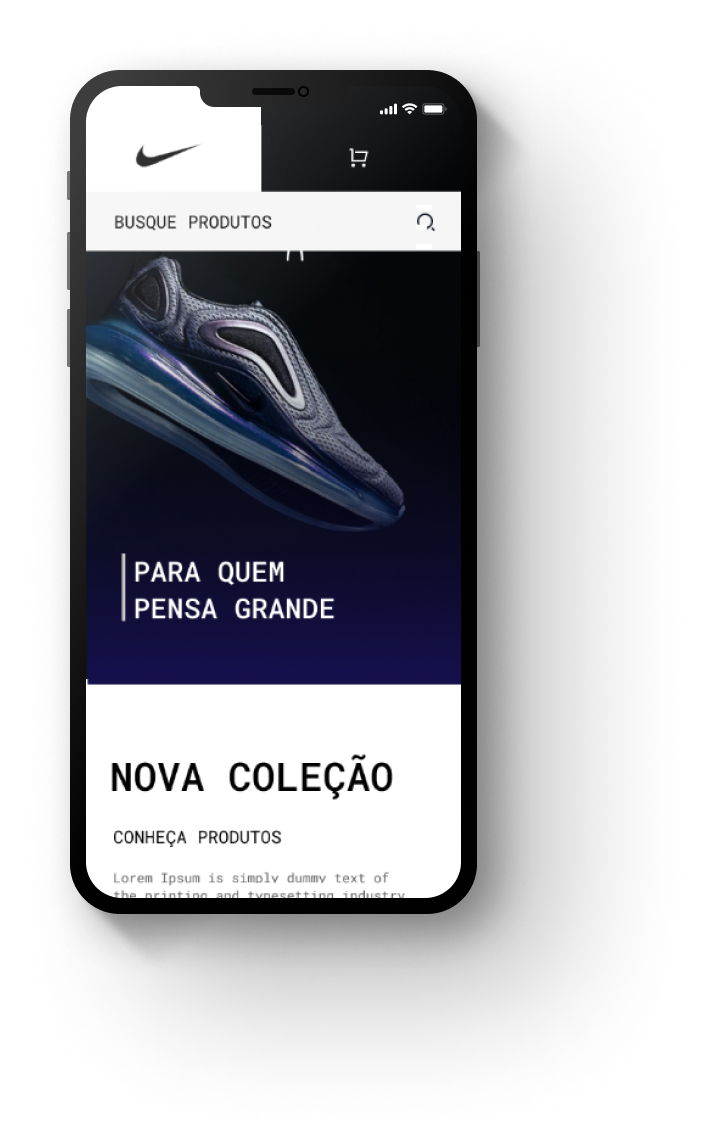 BUSQUE PRODUTOS
PARA QUEM
PENSA GRANDE
NOVA COLEÇÃO
CONHEÇA PRODUTOS
Lorem Ipsum is simply dummy text of
the printing and typesetting industry